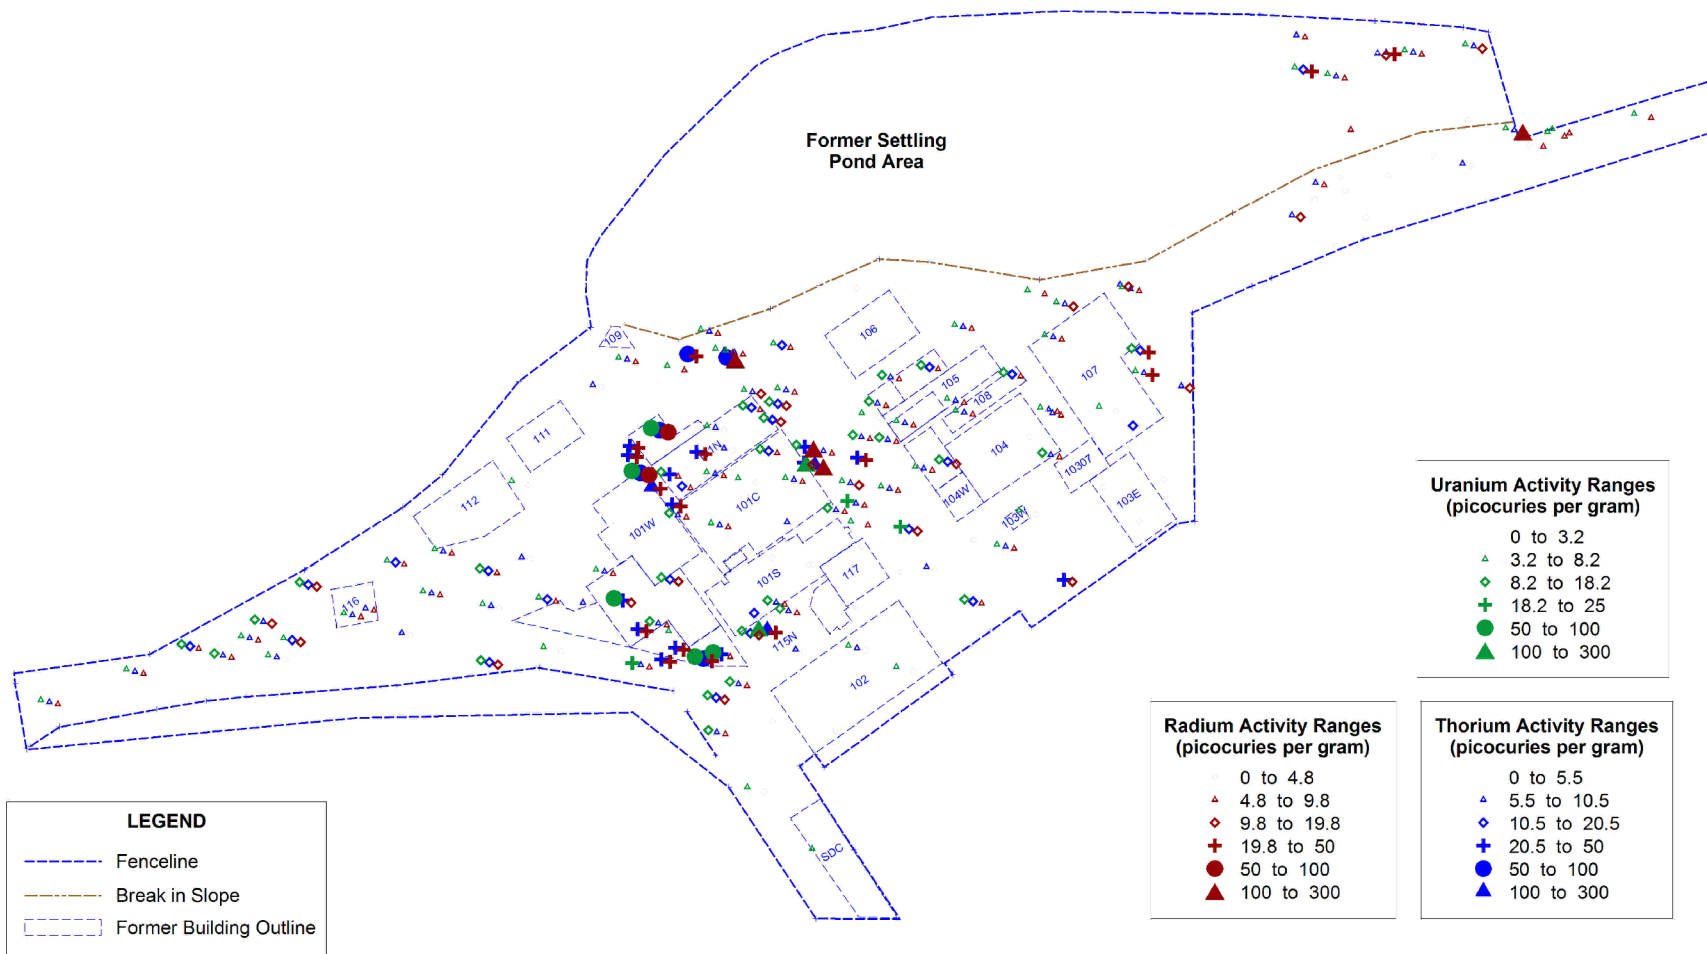 Former Settling
Pond Area
109
106
105
108
107
111
112
1N
104
10307
103E
104W
103W
101C
101W
101S
117
116
115N
102
SDC
LEGEND
Fenceline
Break in Slope
Former Building Outline
Uranium Activity Ranges
(picocuries per gram)
0 to 3.2
3.2 to 8.2
8.2 to 18.2
18.2 to 25
50 to 100
100 to 300
Radium Activity Ranges
(picocuries per gram)
0 to 4.8
4.8 to 9.8
9.8 to 19.8
19.8 to 50
50 to 100
100 to 300
Thorium Activity Ranges
(picocuries per gram)
0 to 5.5
5.5 to 10.5
10.5 to 20.5
20.5 to 50
50 to 100
100 to 300